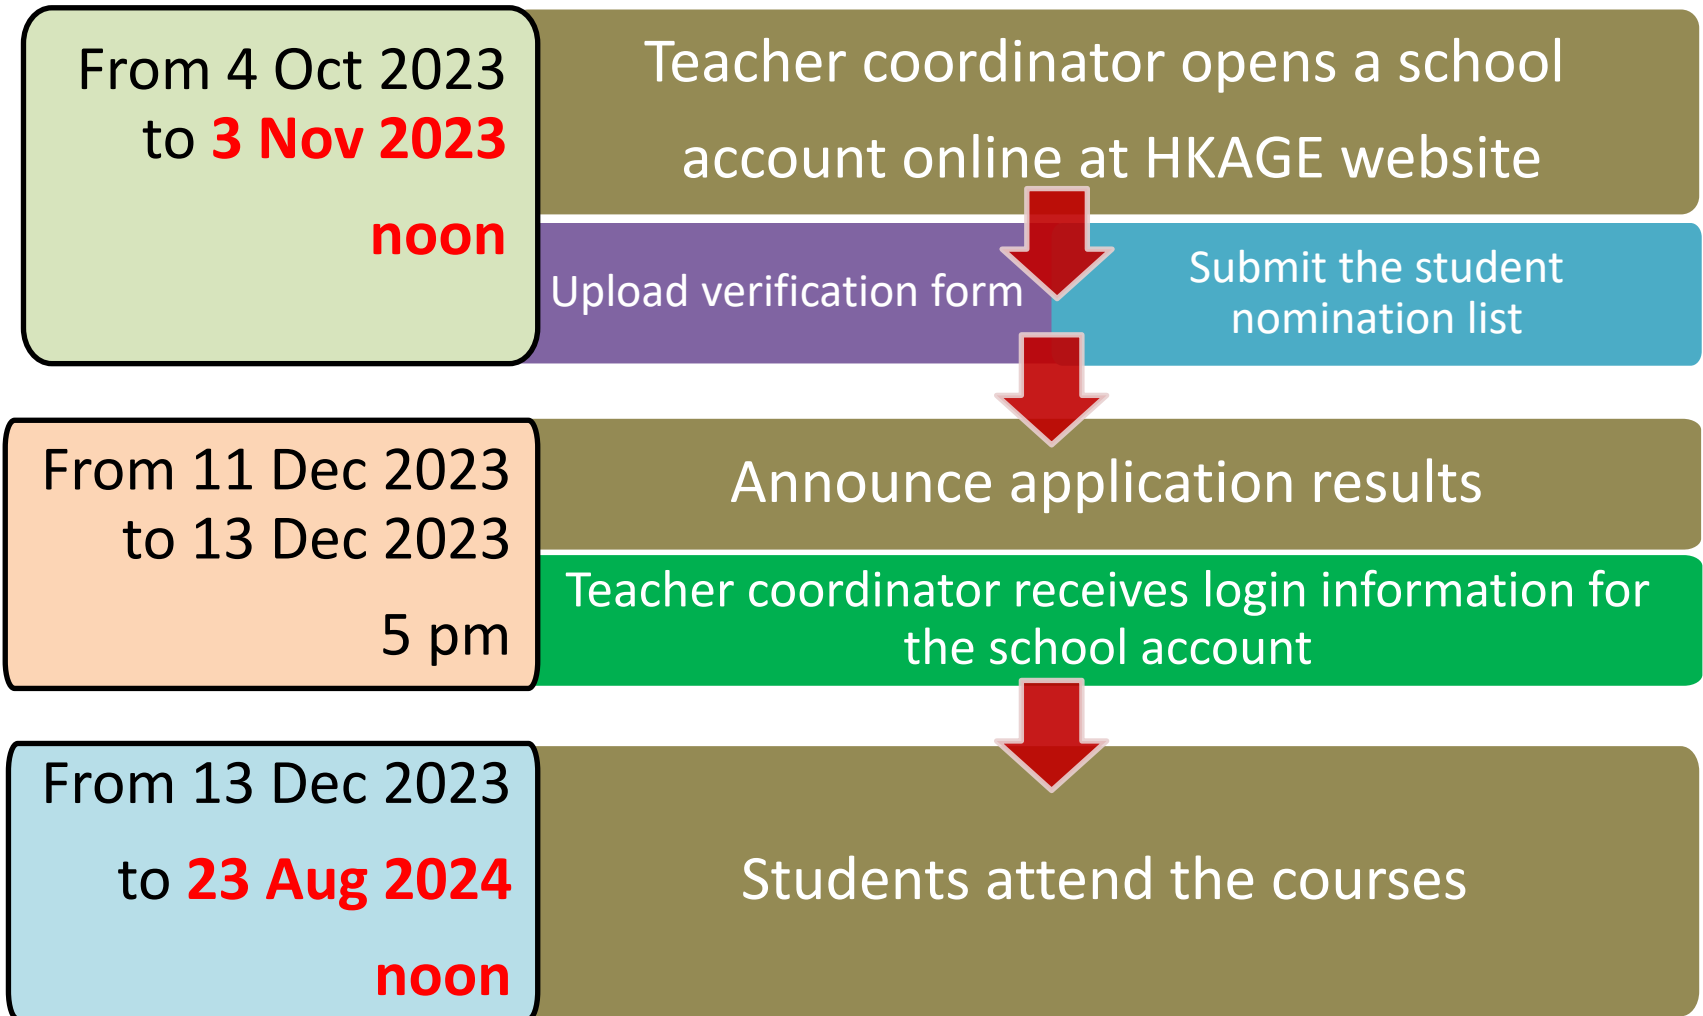 From 4 Oct 2023
to 3 Nov 2023
noon
Teacher coordinator opens a school
account online at HKAGE website
Upload verification form
Submit the student
nomination list
From 11 Dec 2023
to 13 Dec 2023
5 pm
Announce application results
Teacher coordinator receives login information for
the school account
From 13 Dec 2023
to 23 Aug 2024
noon
Students attend the courses